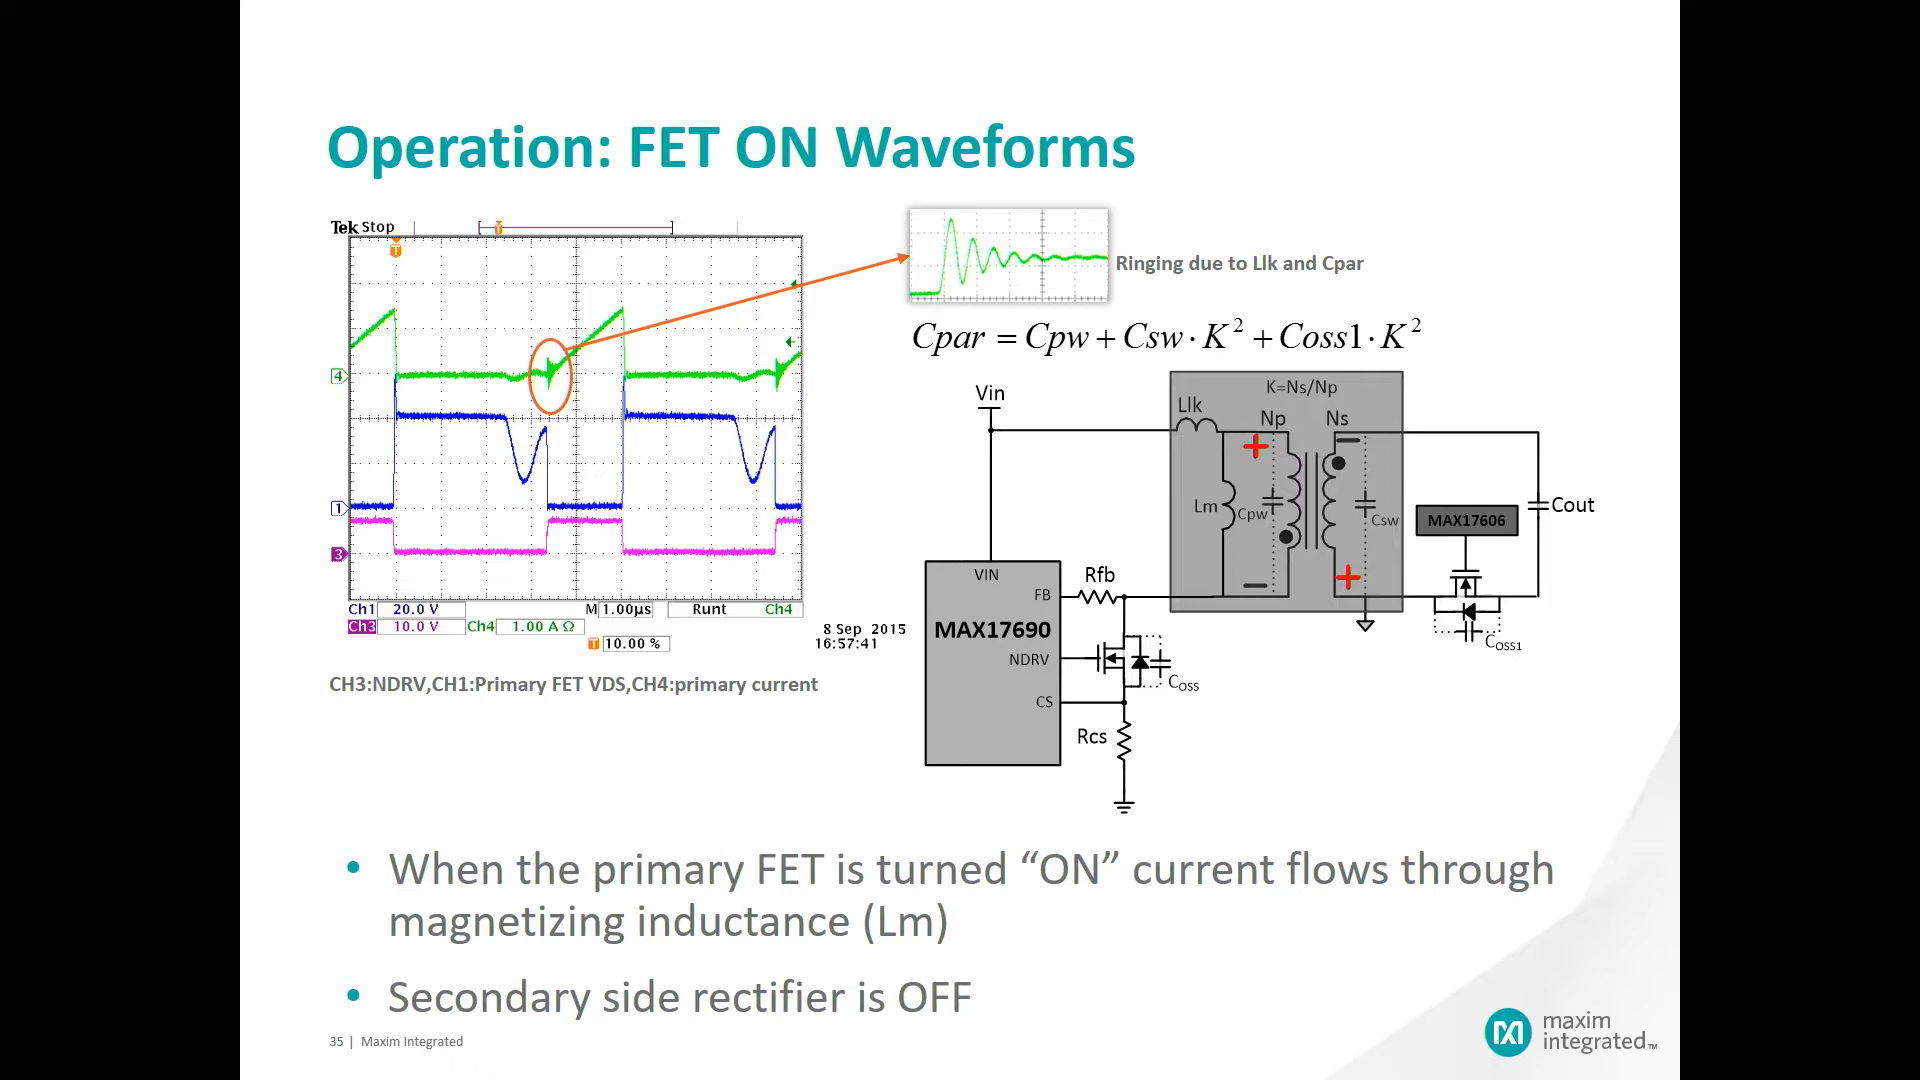 Operation: FET ON Waveforms
Tek Stop
T
T
4
1
3
Ch1 20.0 V M 1.00µs Runt Ch4
Ch3 10.0 V Ch4 1.00 A Ω
T 10.00 %
8 Sep 2015
16:57:41
CH3:NDRV,CH1:Primary FET VDS,CH4:primary current
Ringing due to Llk and Cpar
Cpar = Cpw + Csw · K² + Coss1 · K²
Vin
K=Ns/Np
Llk
Np
Ns
Lm
Cpw
Csw
MAX17606
Cout
COSS1
VIN
FB
Rfb
MAX17690
NDRV
COSS
CS
Rcs
• When the primary FET is turned “ON” current flows through
magnetizing inductance (Lm)
• Secondary side rectifier is OFF
35 | Maxim Integrated
maxim
integrated™